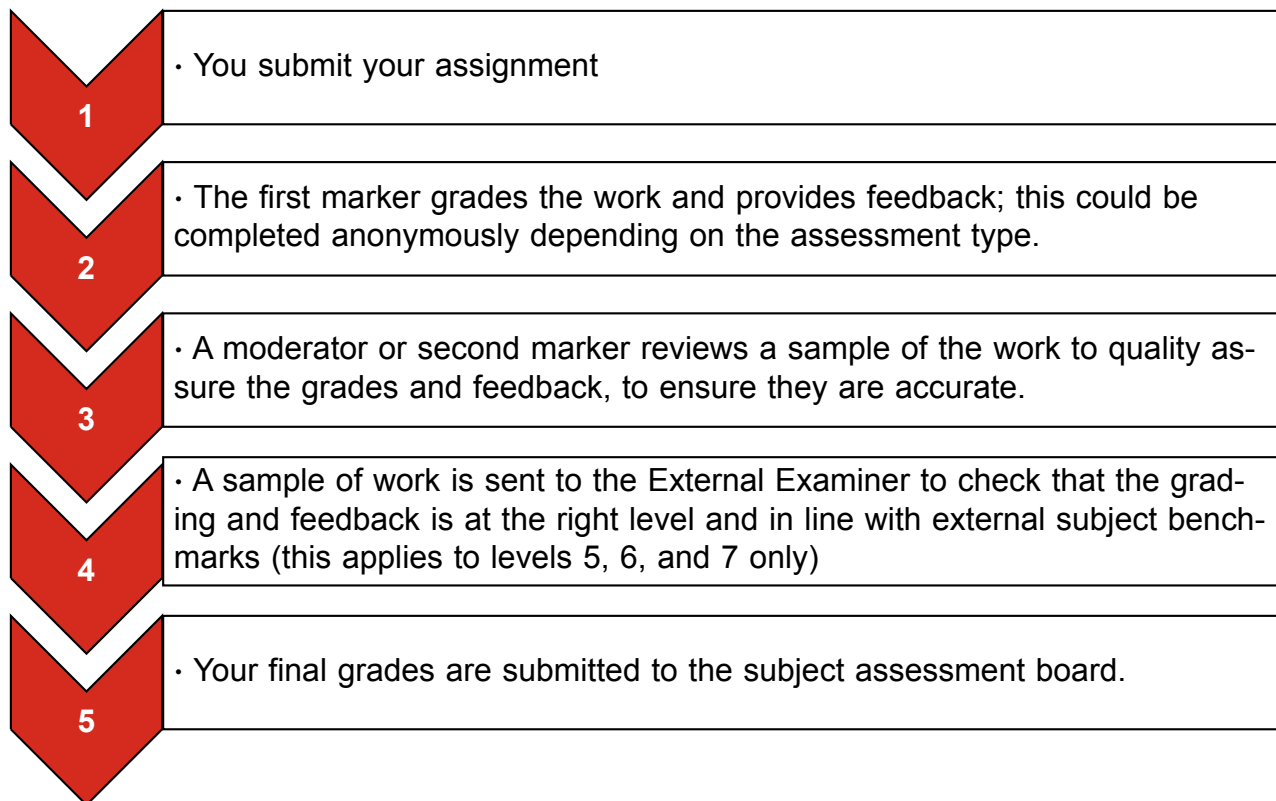 · You submit your assignment
1
· The first marker grades the work and provides feedback; this could be
completed anonymously depending on the assessment type.
2
· A moderator or second marker reviews a sample of the work to quality as-
sure the grades and feedback, to ensure they are accurate.
3
· A sample of work is sent to the External Examiner to check that the grad-
ing and feedback is at the right level and in line with external subject bench-
marks (this applies to levels 5, 6, and 7 only)
4
· Your final grades are submitted to the subject assessment board.
5